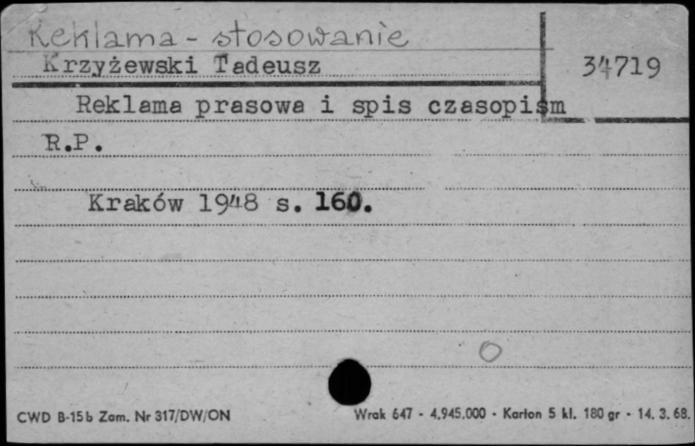 Reklama - stosowanie
Krzyżewski Tadeusz
34719
Reklama prasowa i spis czasopism
R.P.
Kraków 1948 s. 160.
CWD B-15b Zam. Nr 317/DW/ON
Wrak 647 - 4.945.000 - Karton 5 kl. 180 gr - 14. 3. 68.